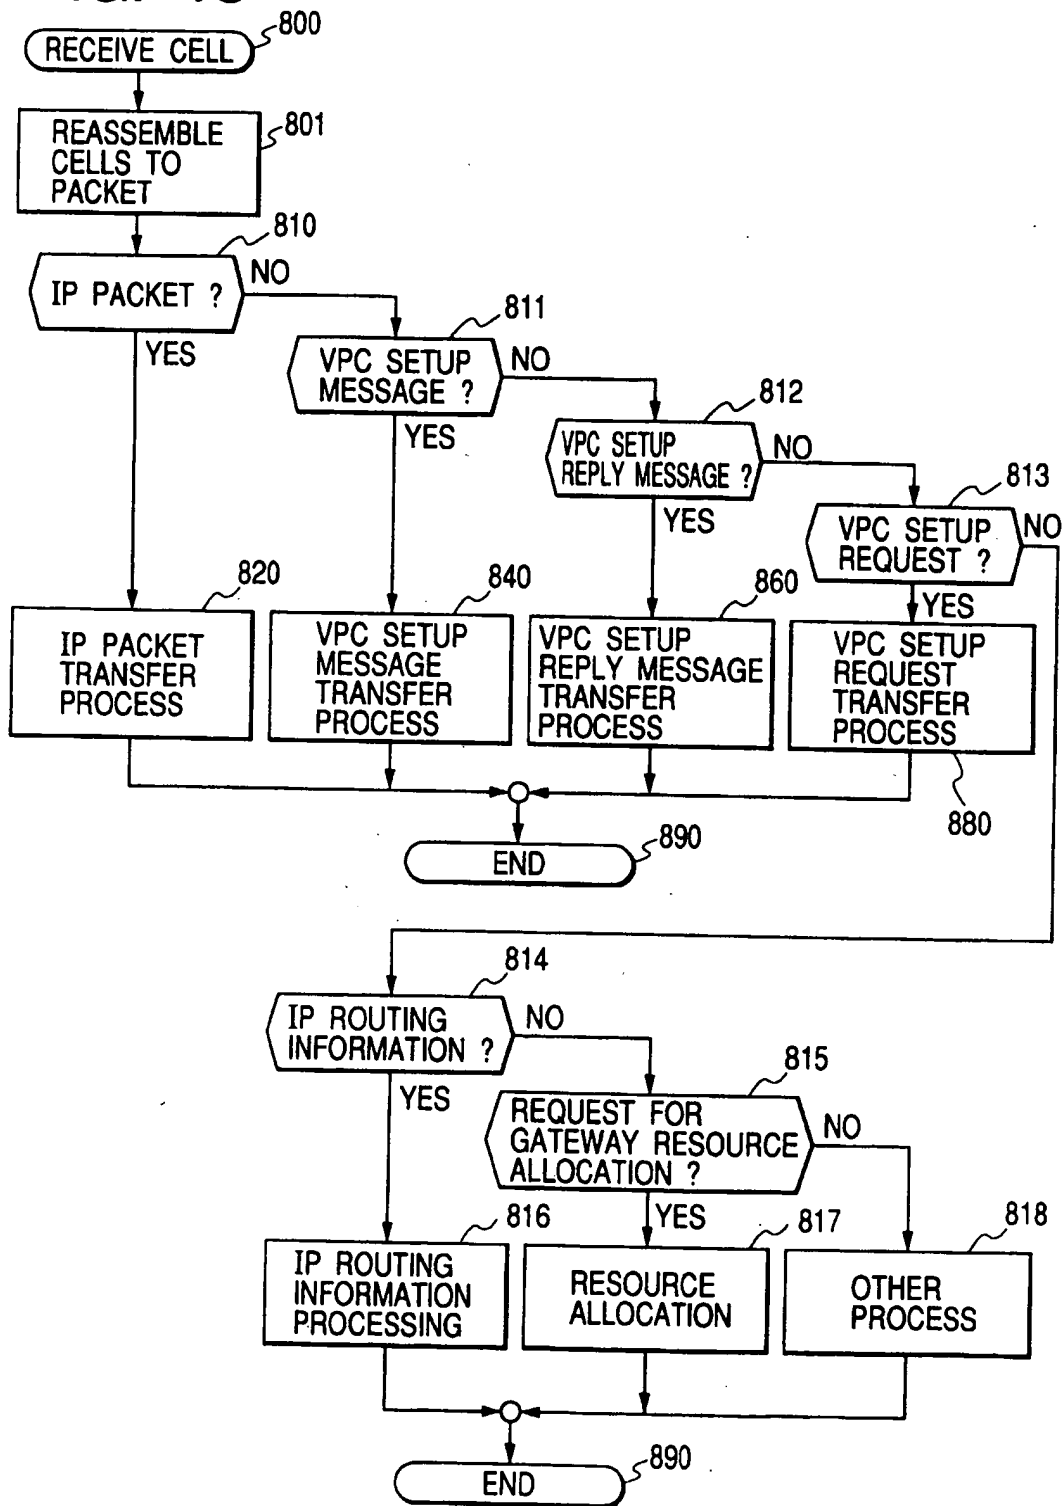 800
RECEIVE CELL
REASSEMBLE
CELLS TO
PACKET
801
810
IP PACKET ?
NO
YES
811
VPC SETUP
MESSAGE ?
NO
YES
812
VPC SETUP
REPLY MESSAGE ?
NO
YES
813
VPC SETUP
REQUEST ?
NO
YES
820
IP PACKET
TRANSFER
PROCESS
840
VPC SETUP
MESSAGE
TRANSFER
PROCESS
860
VPC SETUP
REPLY MESSAGE
TRANSFER
PROCESS
VPC SETUP
REQUEST
TRANSFER
PROCESS
880
END
890
814
IP ROUTING
INFORMATION ?
NO
YES
815
REQUEST FOR
GATEWAY RESOURCE
ALLOCATION ?
NO
YES
816
IP ROUTING
INFORMATION
PROCESSING
817
RESOURCE
ALLOCATION
818
OTHER
PROCESS
END
890